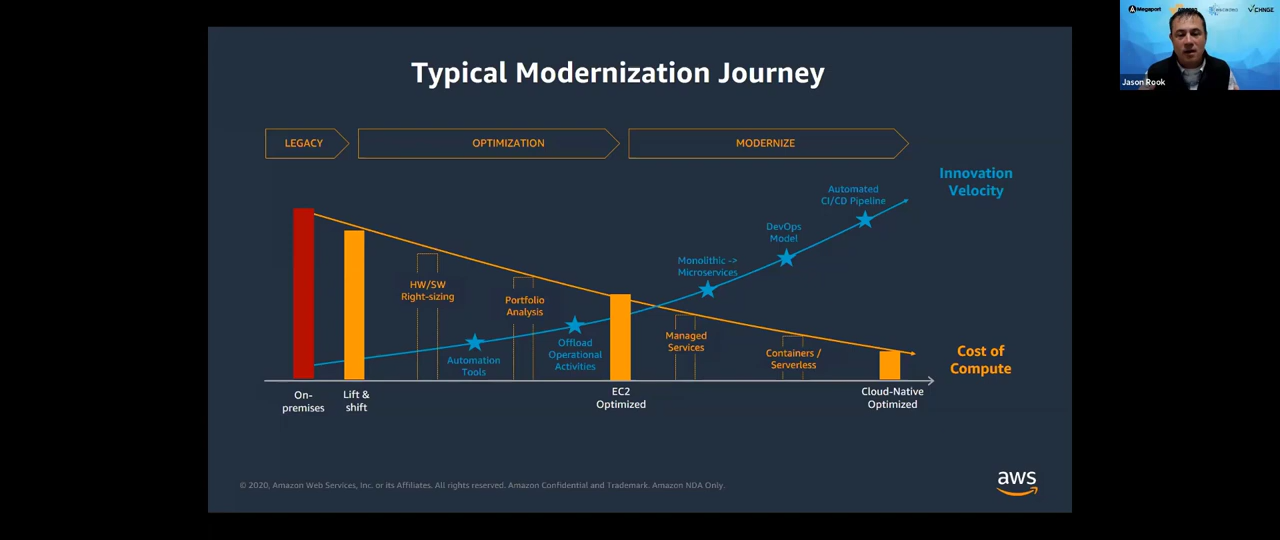 Typical Modernization Journey
LEGACY
OPTIMIZATION
MODERNIZE
Innovation
Velocity
Automated
CI/CD Pipeline
DevOps
Model
Monolithic ->
Microservices
HW/SW
Right-sizing
Portfolio
Analysis
Automation
Tools
Offload
Operational
Activities
Managed
Services
Containers /
Serverless
Cost of
Compute
On-
premises
Lift &
shift
EC2
Optimized
Cloud-Native
Optimized
© 2020, Amazon Web Services, Inc. or its Affiliates. All rights reserved. Amazon Confidential and Trademark. Amazon NDA Only.
aws
Megaport
CHNGE
Jason Rook